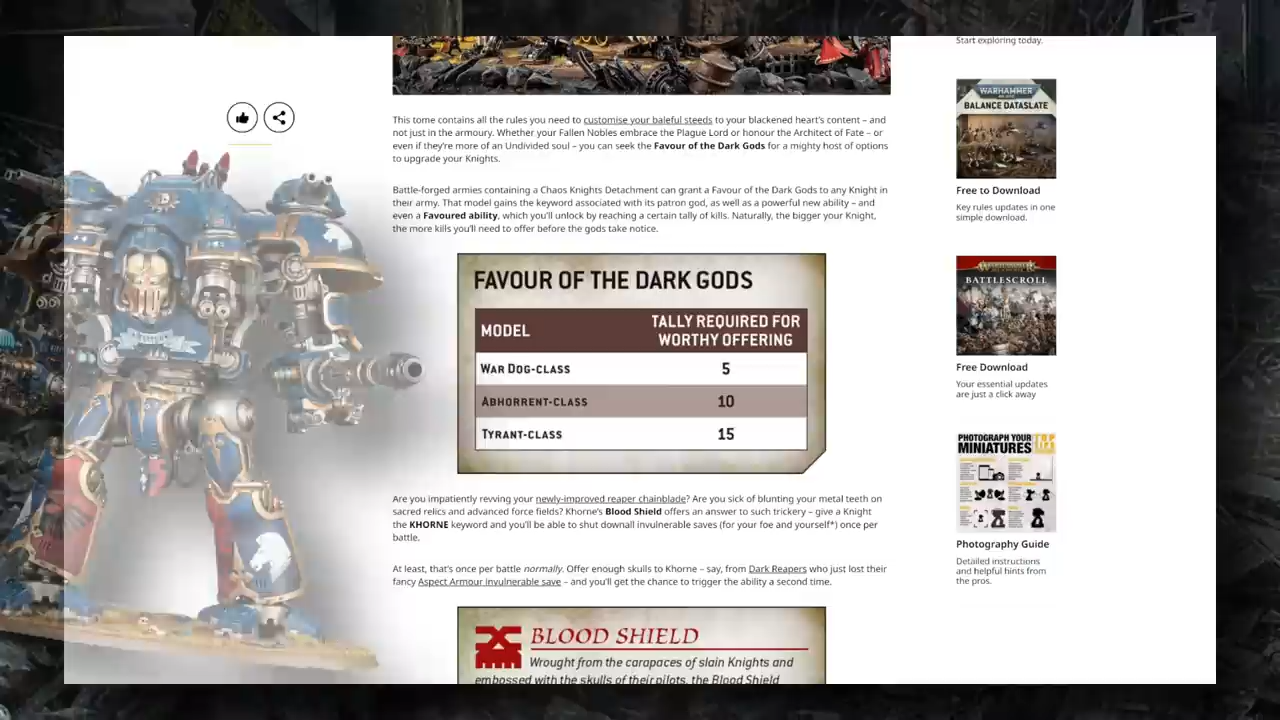 This tome contains all the rules you need to customise your baleful steeds to your blackened heart's content – and
not just in the armoury. Whether your Fallen Nobles embrace the Plague Lord or honour the Architect of Fate – or
even if they're more of an Undivided soul – you can seek the Favour of the Dark Gods for a mighty host of options
to upgrade your Knights.
Battle-forged armies containing a Chaos Knights Detachment can grant a Favour of the Dark Gods to any Knight in
their army. That model gains the keyword associated with its patron god, as well as a powerful new ability – and
even a Favoured ability, which you'll unlock by reaching a certain tally of kills. Naturally, the bigger your Knight,
the more kills you'll need to offer before the gods take notice.
FAVOUR OF THE DARK GODS
MODEL
TALLY REQUIRED FOR
WORTHY OFFERING
WAR DOG-CLASS 5
ABHORRENT-CLASS 10
TYRANT-CLASS 15
Are you impatiently revving your newly-improved reaper chainblade? Are you sick of blunting your metal teeth on
sacred relics and advanced force fields? Khorne's Blood Shield offers an answer to such trickery – give a Knight
the KHORNE keyword and you'll be able to shut downall invulnerable saves (for your foe and yourself*) once per
battle.
At least, that's once per battle normally. Offer enough skulls to Khorne – say, from Dark Reapers who just lost their
fancy Aspect Armour invulnerable save – and you'll get the chance to trigger the ability a second time.
BLOOD SHIELD
Wrought from the carapaces of slain Knights and
embossed with the skulls of their pilots, the Blood Shield
Start exploring today.
WARHAMMER
BALANCE DATASLATE
Free to Download
Key rules updates in one
simple download.
BATTLESCROLL
Free Download
Your essential updates
are just a click away
PHOTOGRAPH YOUR
MINIATURES
TOP
Photography Guide
Detailed instructions
and helpful hints from
the pros.